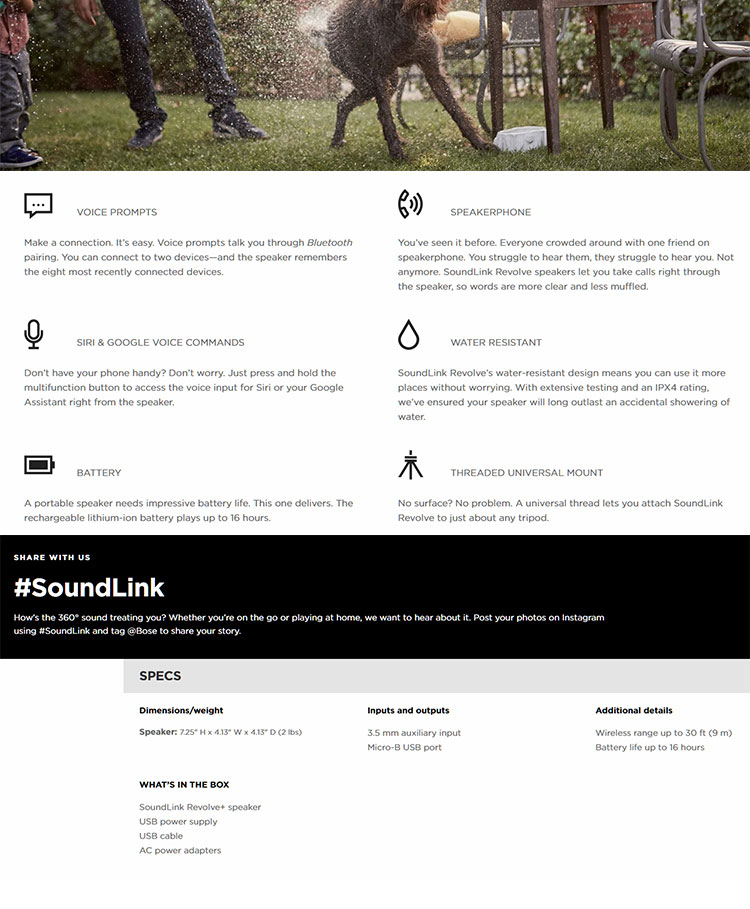 VOICE PROMPTS
Make a connection. It's easy. Voice prompts talk you through Bluetooth
pairing. You can connect to two devices—and the speaker remembers
the eight most recently connected devices.
SPEAKERPHONE
You've seen it before. Everyone crowded around with one friend on
speakerphone. You struggle to hear them, they struggle to hear you. Not
anymore. SoundLink Revolve speakers let you take calls right through
the speaker, so words are more clear and less muffled.
SIRI & GOOGLE VOICE COMMANDS
Don't have your phone handy? Don't worry. Just press and hold the
multifunction button to access the voice input for Siri or your Google
Assistant right from the speaker.
WATER RESISTANT
SoundLink Revolve's water-resistant design means you can use it more
places without worrying. With extensive testing and an IPX4 rating,
we've ensured your speaker will long outlast an accidental showering of
water.
BATTERY
A portable speaker needs impressive battery life. This one delivers. The
rechargeable lithium-ion battery plays up to 16 hours.
THREADED UNIVERSAL MOUNT
No surface? No problem. A universal thread lets you attach SoundLink
Revolve to just about any tripod.
SHARE WITH US
#SoundLink
How's the 360° sound treating you? Whether you're on the go or playing at home, we want to hear about it. Post your photos on Instagram
using #SoundLink and tag @Bose to share your story.
SPECS
Dimensions/weight
Speaker: 7.25" H x 4.13" W x 4.13" D (2 lbs)
Inputs and outputs
3.5 mm auxiliary input
Micro-B USB port
Additional details
Wireless range up to 30 ft (9 m)
Battery life up to 16 hours
WHAT'S IN THE BOX
SoundLink Revolve+ speaker
USB power supply
USB cable
AC power adapters